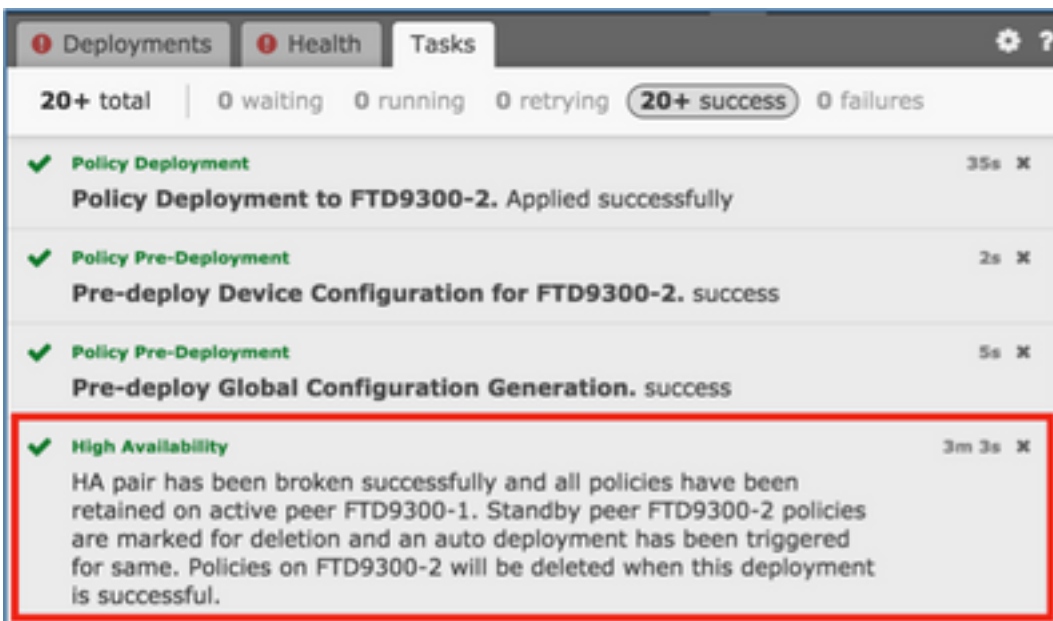 Deployments Health Tasks ?
20+ total 0 waiting 0 running 0 retrying 20+ success 0 failures
Policy Deployment 35s
Policy Deployment to FTD9300-2. Applied successfully
Policy Pre-Deployment 2s
Pre-deploy Device Configuration for FTD9300-2. success
Policy Pre-Deployment 5s
Pre-deploy Global Configuration Generation. success
High Availability 3m 3s
HA pair has been broken successfully and all policies have been
retained on active peer FTD9300-1. Standby peer FTD9300-2 policies
are marked for deletion and an auto deployment has been triggered
for same. Policies on FTD9300-2 will be deleted when this deployment
is successful.